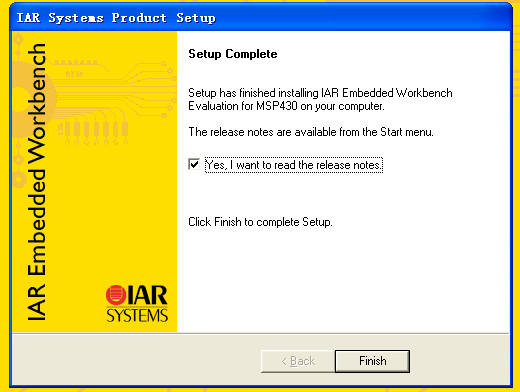 IAR Systems Product Setup
IAR Embedded Workbench
IAR
SYSTEMS
Setup Complete
Setup has finished installing IAR Embedded Workbench
Evaluation for MSP430 on your computer.
The release notes are available from the Start menu.
Yes, I want to read the release notes.
Click Finish to complete Setup.
< Back
Finish